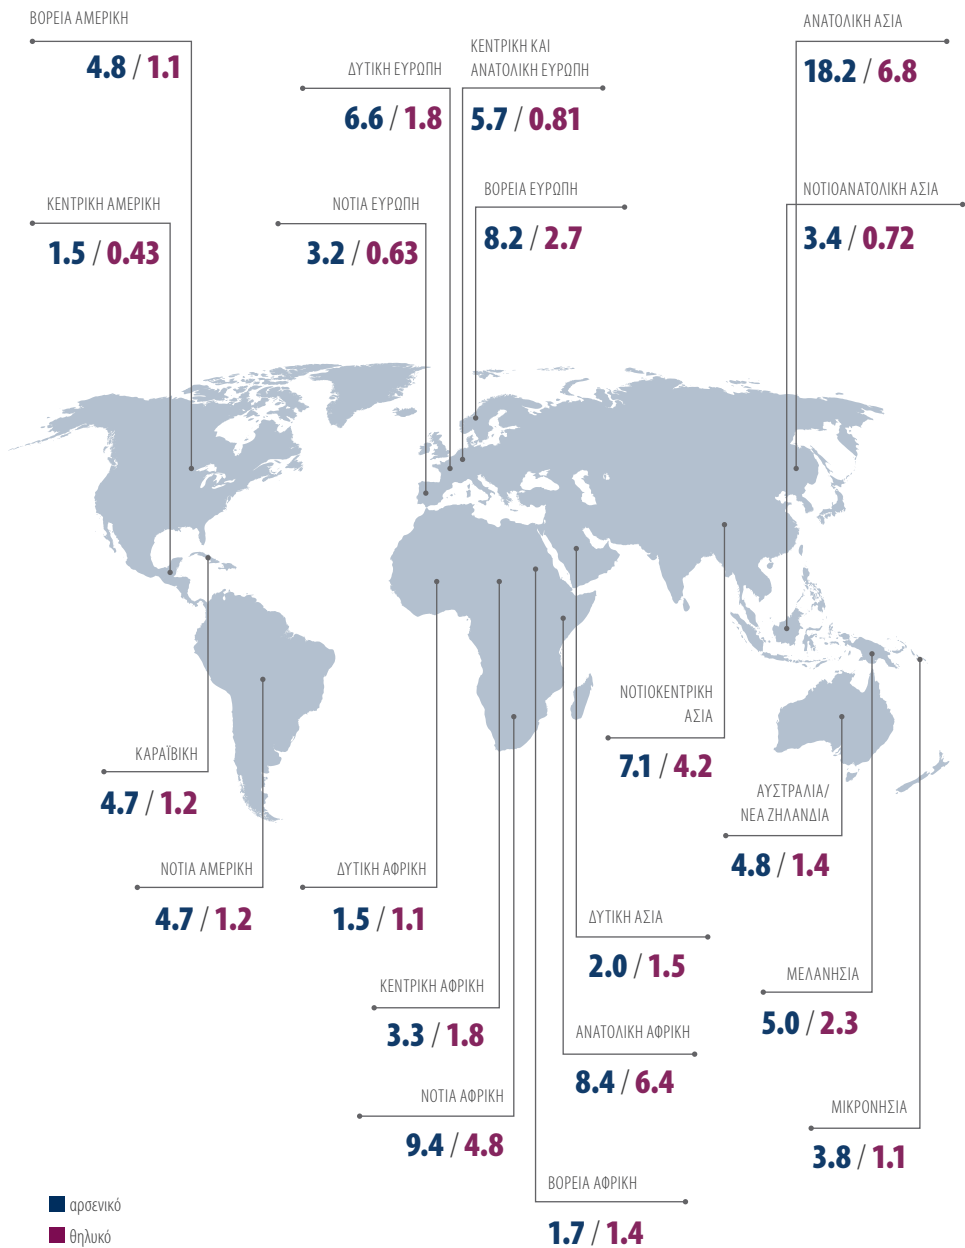 ΒΟΡΕΙΑ ΑΜΕΡΙΚΗ
4.8 / 1.1
ΔΥΤΙΚΗ ΕΥΡΩΠΗ
6.6 / 1.8
ΚΕΝΤΡΙΚΗ ΚΑΙ
ΑΝΑΤΟΛΙΚΗ ΕΥΡΩΠΗ
5.7 / 0.81
ΑΝΑΤΟΛΙΚΗ ΑΣΙΑ
18.2 / 6.8
ΚΕΝΤΡΙΚΗ ΑΜΕΡΙΚΗ
1.5 / 0.43
ΝΟΤΙΑ ΕΥΡΩΠΗ
3.2 / 0.63
ΒΟΡΕΙΑ ΕΥΡΩΠΗ
8.2 / 2.7
ΝΟΤΙΟΑΝΑΤΟΛΙΚΗ ΑΣΙΑ
3.4 / 0.72
ΝΟΤΙΟΚΕΝΤΡΙΚΗ
ΑΣΙΑ
7.1 / 4.2
ΚΑΡΑΪΒΙΚΗ
4.7 / 1.2
ΑΥΣΤΡΑΛΙΑ/
ΝΕΑ ΖΗΛΑΝΔΙΑ
4.8 / 1.4
ΝΟΤΙΑ ΑΜΕΡΙΚΗ
4.7 / 1.2
ΔΥΤΙΚΗ ΑΦΡΙΚΗ
1.5 / 1.1
ΔΥΤΙΚΗ ΑΣΙΑ
2.0 / 1.5
ΜΕΛΑΝΗΣΙΑ
5.0 / 2.3
ΚΕΝΤΡΙΚΗ ΑΦΡΙΚΗ
3.3 / 1.8
ΑΝΑΤΟΛΙΚΗ ΑΦΡΙΚΗ
8.4 / 6.4
ΝΟΤΙΑ ΑΦΡΙΚΗ
9.4 / 4.8
ΜΙΚΡΟΝΗΣΙΑ
3.8 / 1.1
ΒΟΡΕΙΑ ΑΦΡΙΚΗ
1.7 / 1.4
αρσενικό
θηλυκό